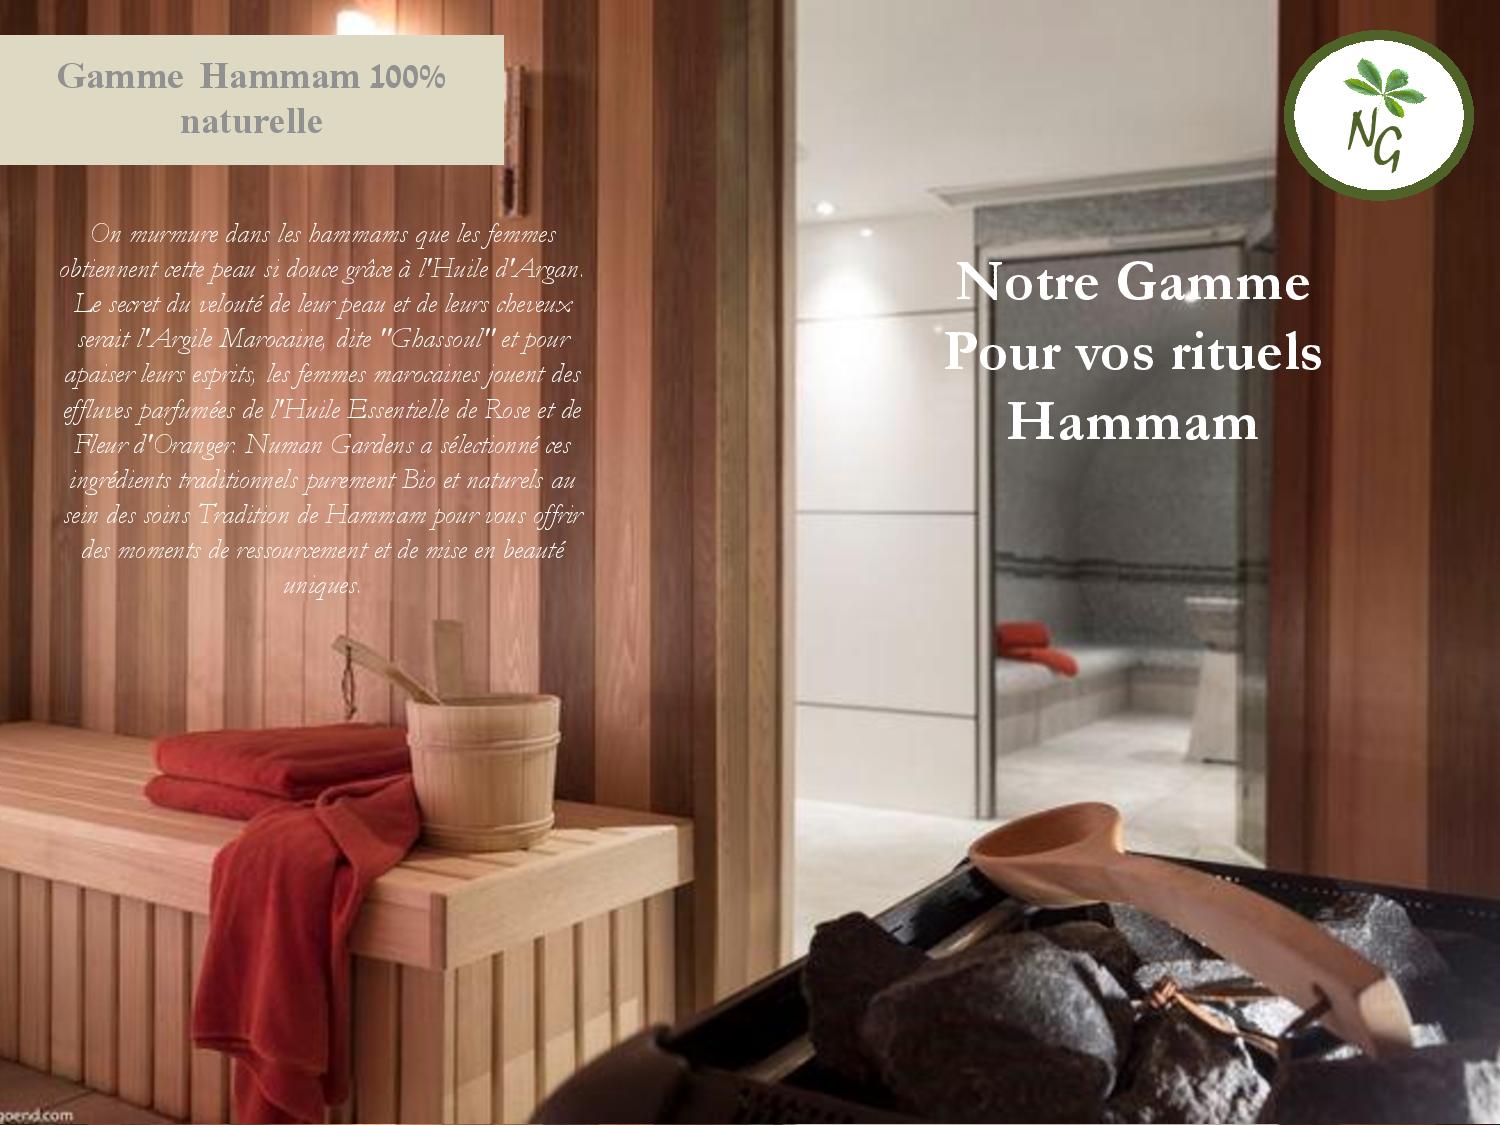 Gamme Hammam 100%
naturelle
On murmure dans les hammams que les femmes
obtiennent cette peau si douce grâce à l'Huile d'Argan.
Le secret du velouté de leur peau et de leurs cheveux
serait l'Argile Marocaine, dite "Ghassoul" et pour
apaiser leurs esprits, les femmes marocaines jouent des
effluves parfumées de l'Huile Essentielle de Rose et de
Fleur d'Oranger. Numan Gardens a sélectionné ces
ingrédients traditionnels purement Bio et naturels au
sein des soins Tradition de Hammam pour vous offrir
des moments de ressourcement et de mise en beauté
uniques.
NG
Notre Gamme
Pour vos rituels
Hammam
goend.com